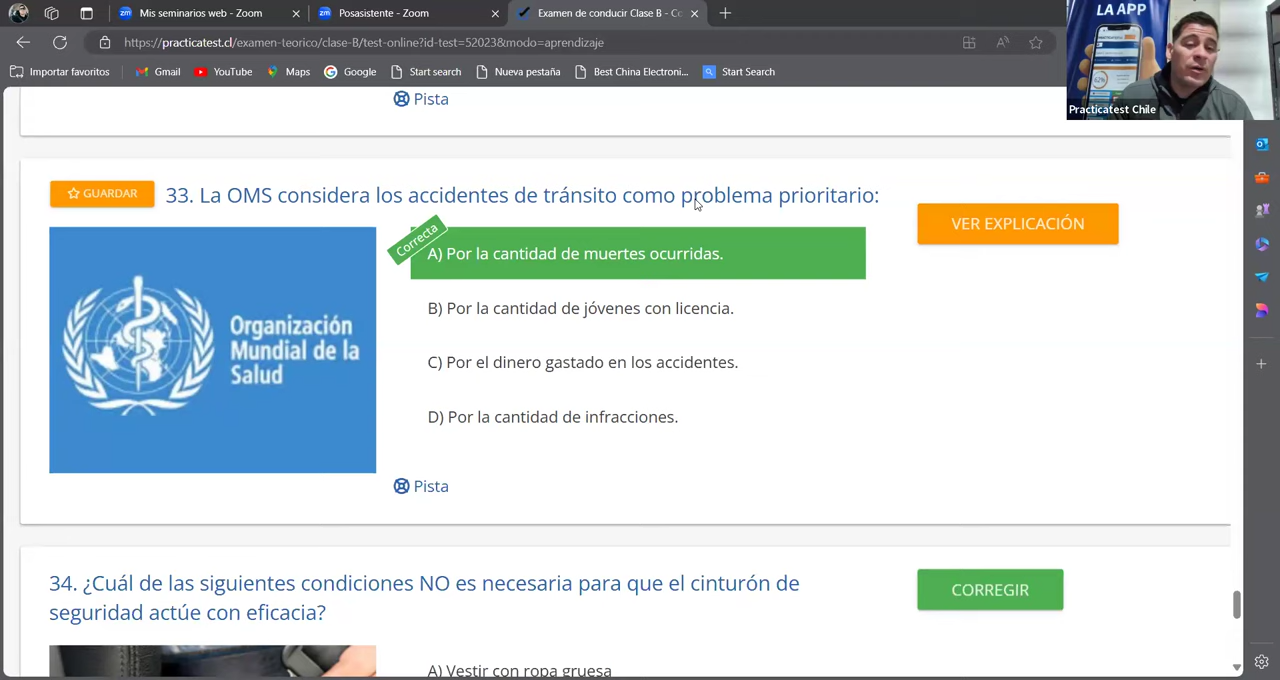 Mis seminarios web - Zoom
Posasistente - Zoom
Examen de conducir Clase B - Co
https://practicatest.cl/examen-teorico/clase-B/test-online?id-test=52023&modo=aprendizaje
Importar favoritos
Gmail
YouTube
Maps
Google
Start search
Nueva pestaña
Best China Electroni...
Start Search
LA APP
62%
Practicatest Chile
Pista
GUARDAR
33. La OMS considera los accidentes de tránsito como problema prioritario:
VER EXPLICACIÓN
Correcta
A) Por la cantidad de muertes ocurridas.
B) Por la cantidad de jóvenes con licencia.
C) Por el dinero gastado en los accidentes.
D) Por la cantidad de infracciones.
Organización
Mundial de la
Salud
Pista
34. ¿Cuál de las siguientes condiciones NO es necesaria para que el cinturón de
seguridad actúe con eficacia?
CORREGIR
A) Vestir con ropa gruesa